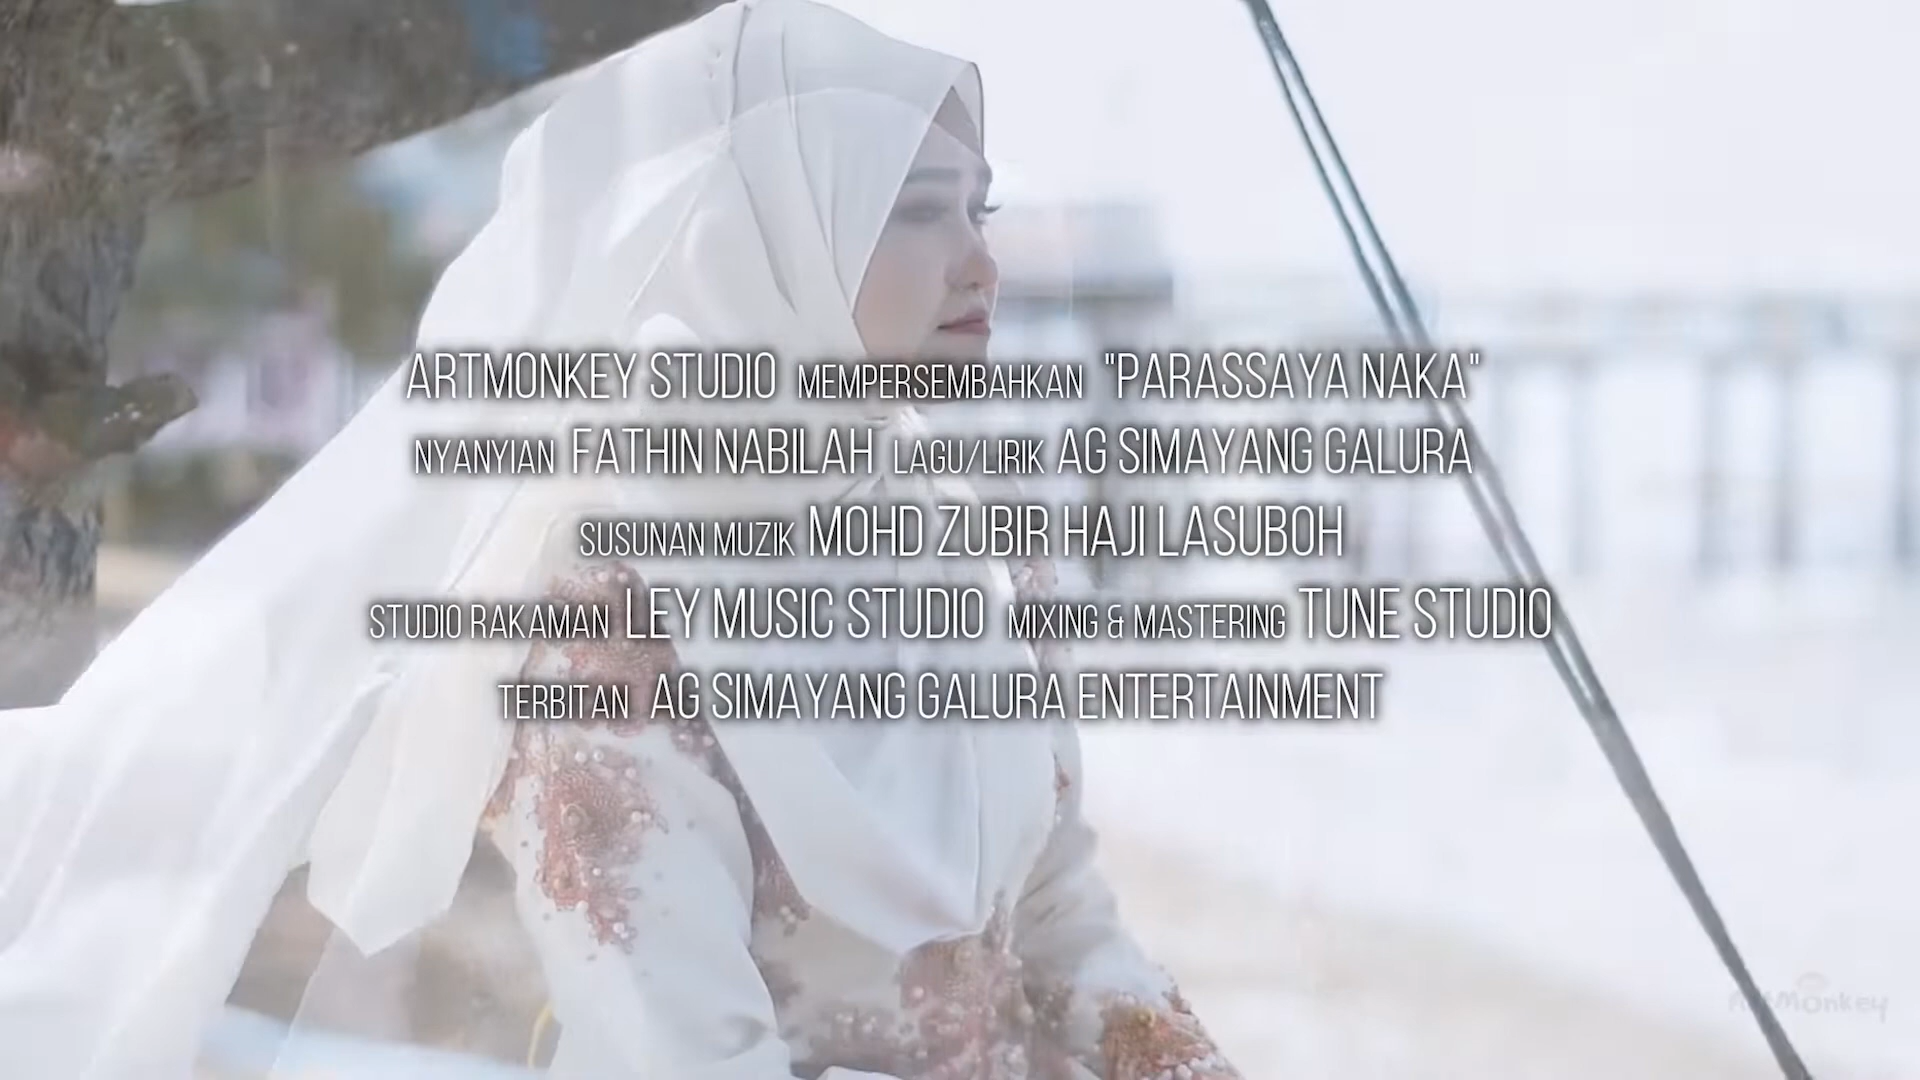 ARTMONKEY STUDIO MEMPERSEMBAHKAN "PARASSAYA NAKA"
NYANYIAN FATHIN NABILAH LAGU/LIRIK AG SIMAYANG GALURA
SUSUNAN MUZIK MOHD ZUBIR HAJI LASUBOH
STUDIO RAKAMAN LEY MUSIC STUDIO MIXING & MASTERING TUNE STUDIO
TERBITAN AG SIMAYANG GALURA ENTERTAINMENT
ArtMonkey